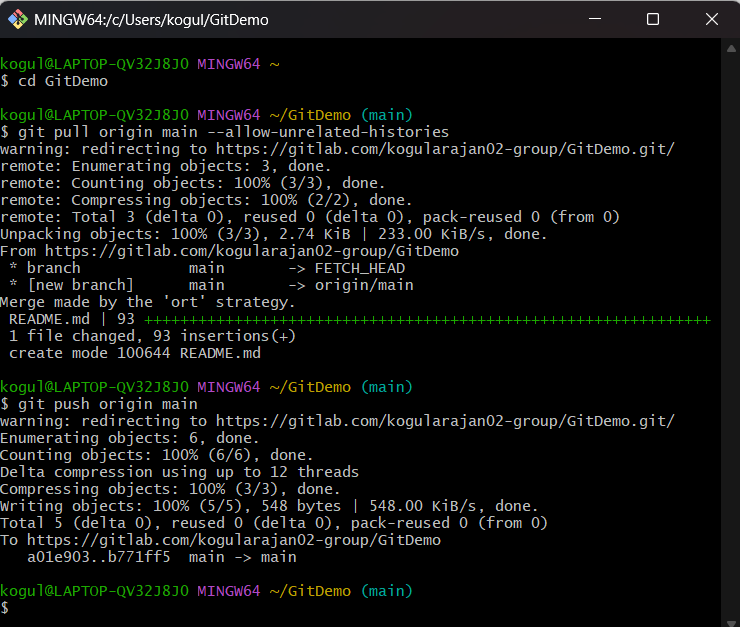 MINGW64:/c/Users/kogul/GitDemo
kogul@LAPTOP-QV32J8J0 MINGW64 ~
$ cd GitDemo
kogul@LAPTOP-QV32J8J0 MINGW64 ~/GitDemo (main)
$ git pull origin main --allow-unrelated-histories
warning: redirecting to https://gitlab.com/kogularajan02-group/GitDemo.git/
remote: Enumerating objects: 3, done.
remote: Counting objects: 100% (3/3), done.
remote: Compressing objects: 100% (2/2), done.
remote: Total 3 (delta 0), reused 0 (delta 0), pack-reused 0 (from 0)
Unpacking objects: 100% (3/3), 2.74 KiB | 233.00 KiB/s, done.
From https://gitlab.com/kogularajan02-group/GitDemo
 * branch            main       -> FETCH_HEAD
 * [new branch]      main       -> origin/main
Merge made by the 'ort' strategy.
 README.md | 93 +++++++++++++++++++++++++++++++++++++++++++++++++++++++++++++++
 1 file changed, 93 insertions(+)
 create mode 100644 README.md
kogul@LAPTOP-QV32J8J0 MINGW64 ~/GitDemo (main)
$ git push origin main
warning: redirecting to https://gitlab.com/kogularajan02-group/GitDemo.git/
Enumerating objects: 6, done.
Counting objects: 100% (6/6), done.
Delta compression using up to 12 threads
Compressing objects: 100% (3/3), done.
Writing objects: 100% (5/5), 548 bytes | 548.00 KiB/s, done.
Total 5 (delta 0), reused 0 (delta 0), pack-reused 0 (from 0)
To https://gitlab.com/kogularajan02-group/GitDemo
   a01e903..b771ff5  main -> main
kogul@LAPTOP-QV32J8J0 MINGW64 ~/GitDemo (main)
$